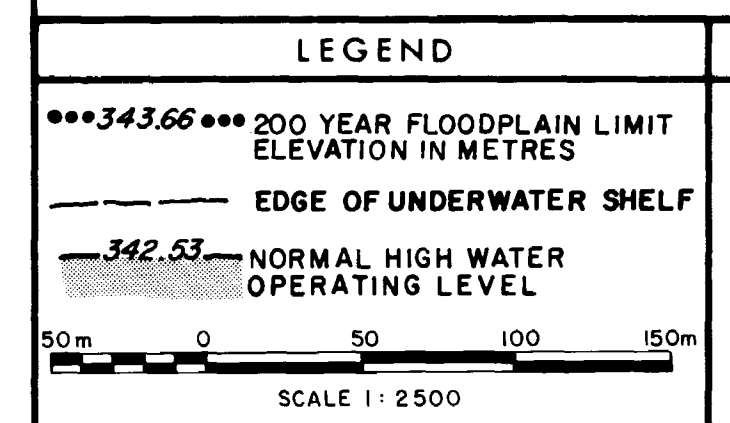 LEGEND
•••343.66••• 200 YEAR FLOODPLAIN LIMIT
ELEVATION IN METRES
EDGE OF UNDERWATER SHELF
342.53 NORMAL HIGH WATER
OPERATING LEVEL
50m 0 50 100 150m
SCALE 1:2500